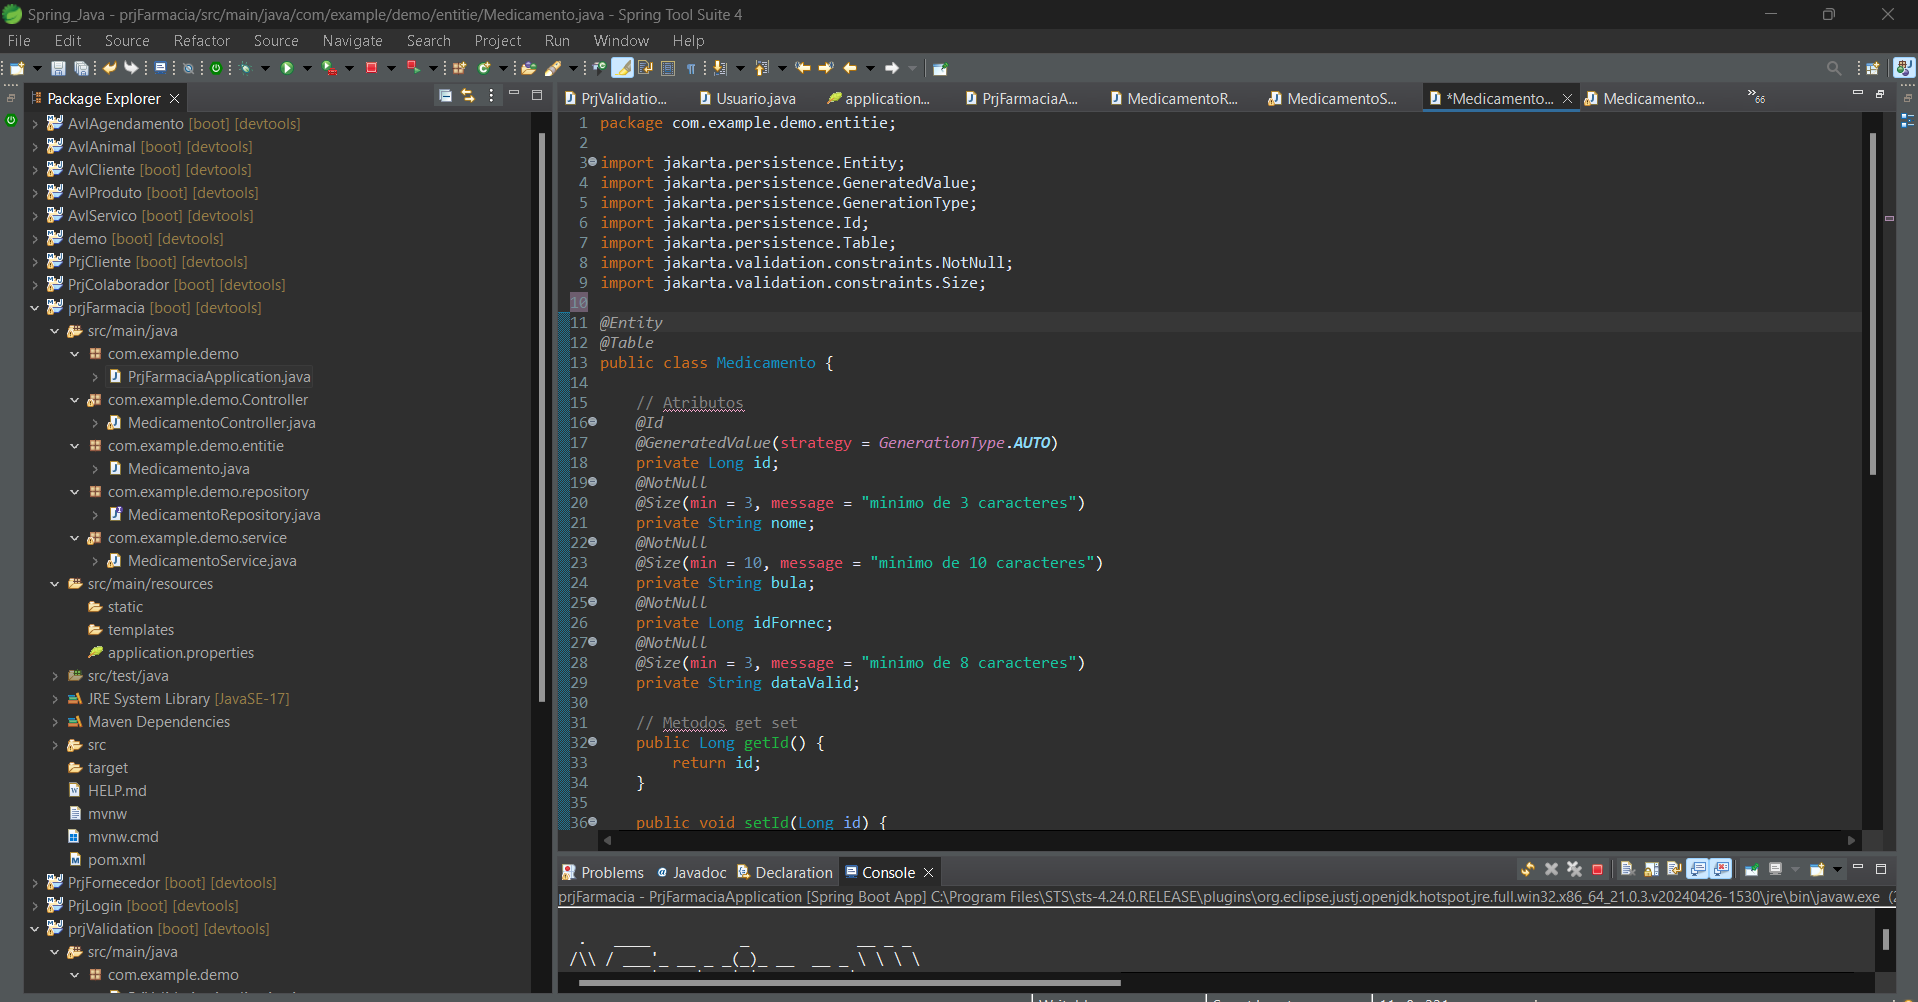 Spring_Java - prjFarmacia/src/main/java/com/example/demo/entitie/Medicamento.java - Spring Tool Suite 4
File Edit Source Refactor Source Navigate Search Project Run Window Help
Package Explorer
AvlAgendamento [boot] [devtools]
AvlAnimal [boot] [devtools]
AvlCliente [boot] [devtools]
AvlProduto [boot] [devtools]
AvlServico [boot] [devtools]
demo [boot] [devtools]
PrjCliente [boot] [devtools]
PrjColaborador [boot] [devtools]
prjFarmacia [boot] [devtools]
src/main/java
com.example.demo
PrjFarmaciaApplication.java
com.example.demo.Controller
MedicamentoController.java
com.example.demo.entitie
Medicamento.java
com.example.demo.repository
MedicamentoRepository.java
com.example.demo.service
MedicamentoService.java
src/main/resources
static
templates
application.properties
src/test/java
JRE System Library [JavaSE-17]
Maven Dependencies
src
target
HELP.md
mvnw
mvnw.cmd
pom.xml
PrjFornecedor [boot] [devtools]
PrjLogin [boot] [devtools]
prjValidation [boot] [devtools]
src/main/java
com.example.demo
PrjValidatio... Usuario.java application... PrjFarmaciaA... MedicamentoR... MedicamentoS... *Medicamento... Medicamento... »66
1 package com.example.demo.entitie;
2
3 import jakarta.persistence.Entity;
4 import jakarta.persistence.GeneratedValue;
5 import jakarta.persistence.GenerationType;
6 import jakarta.persistence.Id;
7 import jakarta.persistence.Table;
8 import jakarta.validation.constraints.NotNull;
9 import jakarta.validation.constraints.Size;
10
11 @Entity
12 @Table
13 public class Medicamento {
14
15 // Atributos
16 @Id
17 @GeneratedValue(strategy = GenerationType.AUTO)
18 private Long id;
19 @NotNull
20 @Size(min = 3, message = "minimo de 3 caracteres")
21 private String nome;
22 @NotNull
23 @Size(min = 10, message = "minimo de 10 caracteres")
24 private String bula;
25 @NotNull
26 private Long idFornec;
27 @NotNull
28 @Size(min = 3, message = "minimo de 8 caracteres")
29 private String dataValid;
30
31 // Metodos get set
32 public Long getId() {
33 return id;
34 }
35
36 public void setId(Long id) {
Problems Javadoc Declaration Console
prjFarmacia - PrjFarmaciaApplication [Spring Boot App] C:\Program Files\STS\sts-4.24.0.RELEASE\plugins\org.eclipse.justj.openjdk.hotspot.jre.full.win32.x86_64_21.0.3.v20240426-1530\jre\bin\javaw.exe